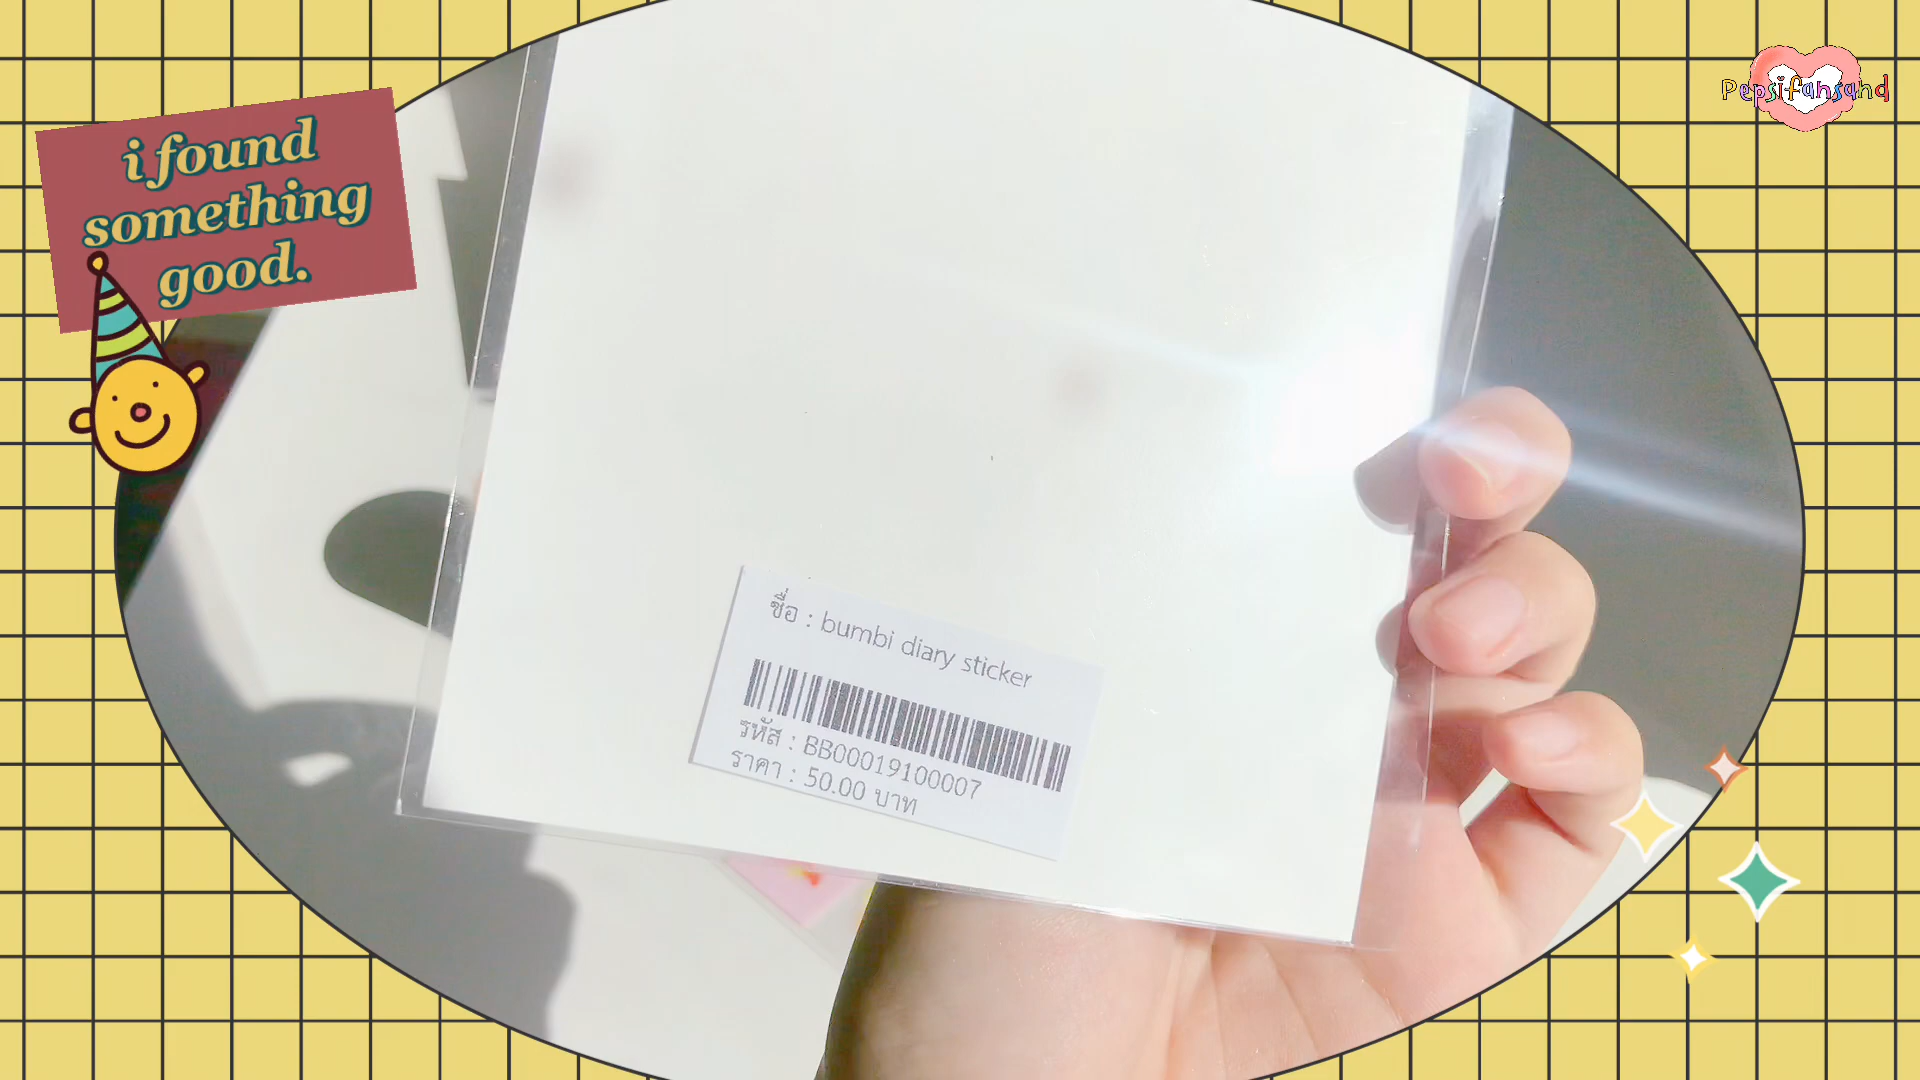 i found
something
good.
Pepsifahsand
ชื่อ : bumbi diary sticker
รหัส : BB00019100007
ราคา : 50.00 บาท